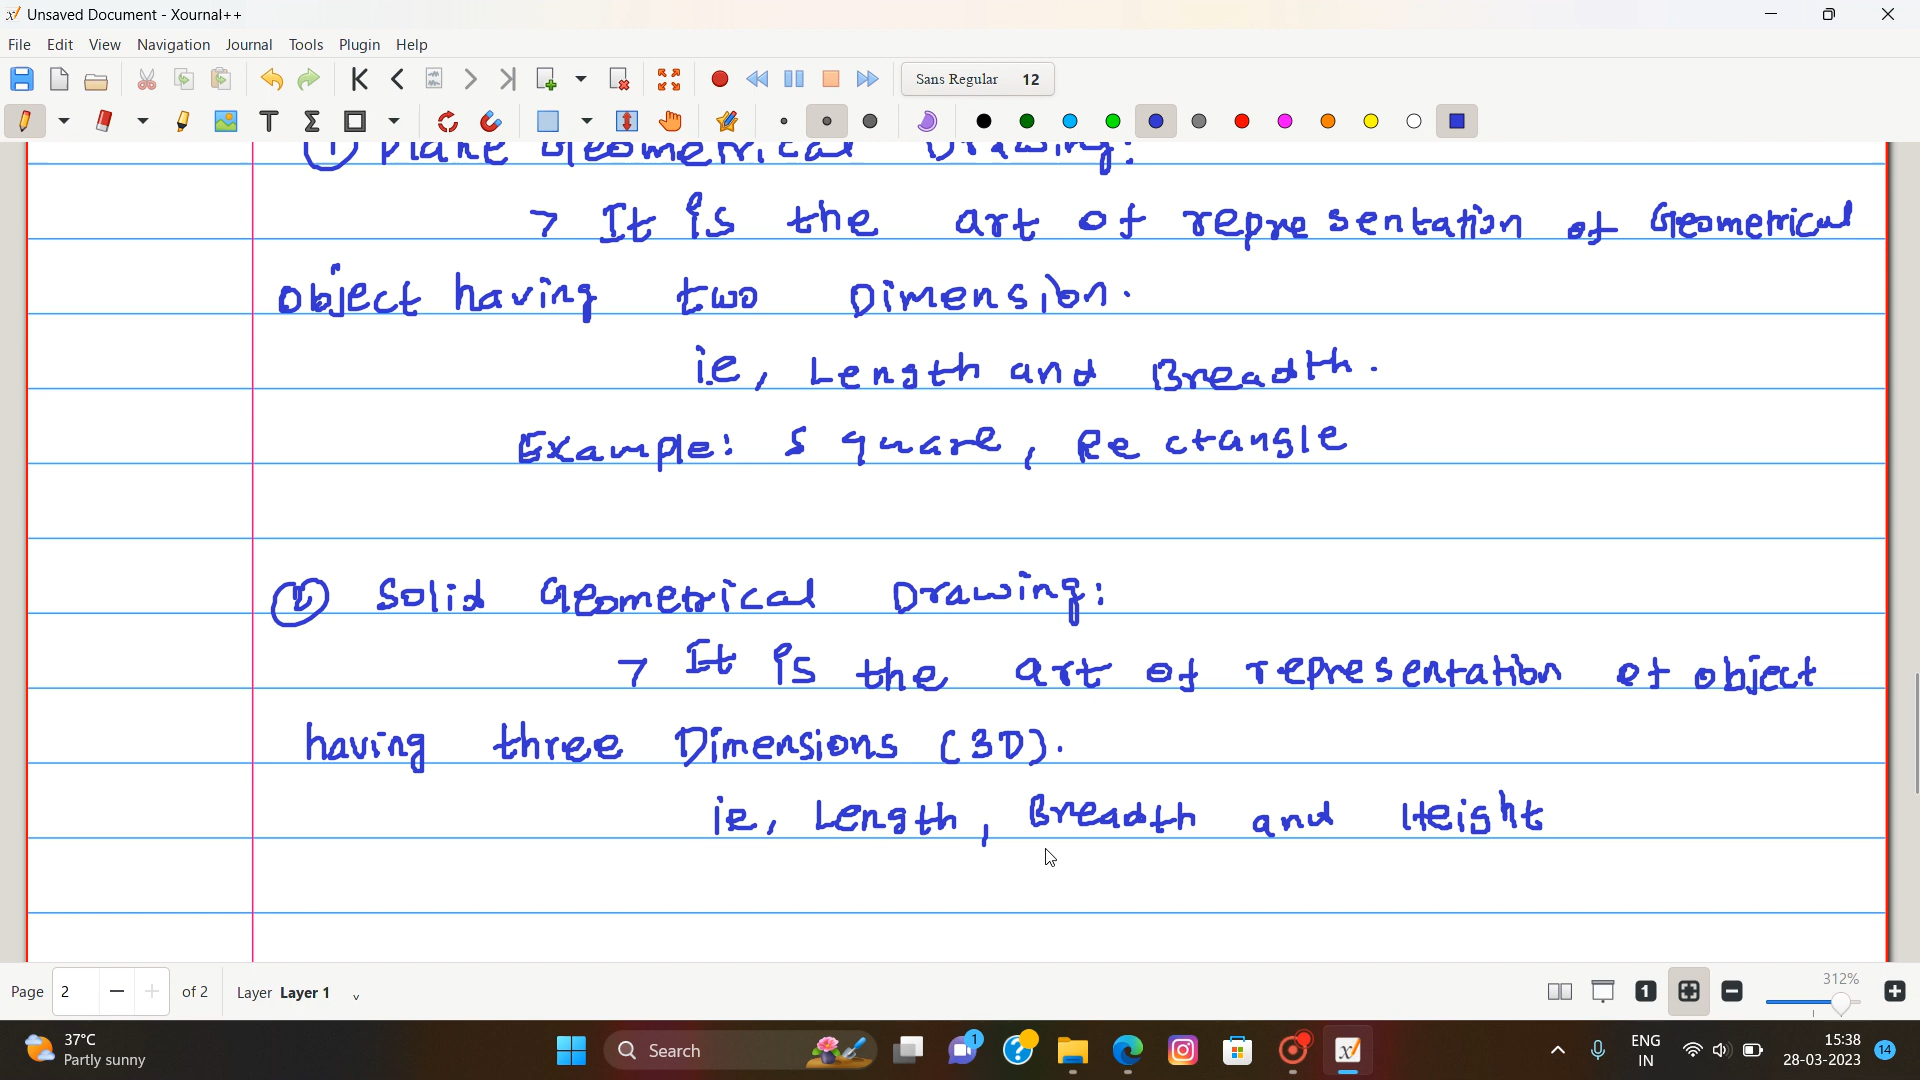 Unsaved Document - Xournal++
File Edit View Navigation Journal Tools Plugin Help
Sans Regular 12
① Plane Geometrical Drawing:
> It is the art of representation of Geometrical
object having two Dimension.
i.e, Length and Breadth.
Example: Square, Rectangle
② Solid Geometrical Drawing:
> It is the art of representation of object
having three Dimensions (3D).
ie, Length, Breadth and Height
Page 2 of 2 Layer Layer 1 312%
37°C
Partly sunny
Search
1
ENG
IN
15:38
28-03-2023
14